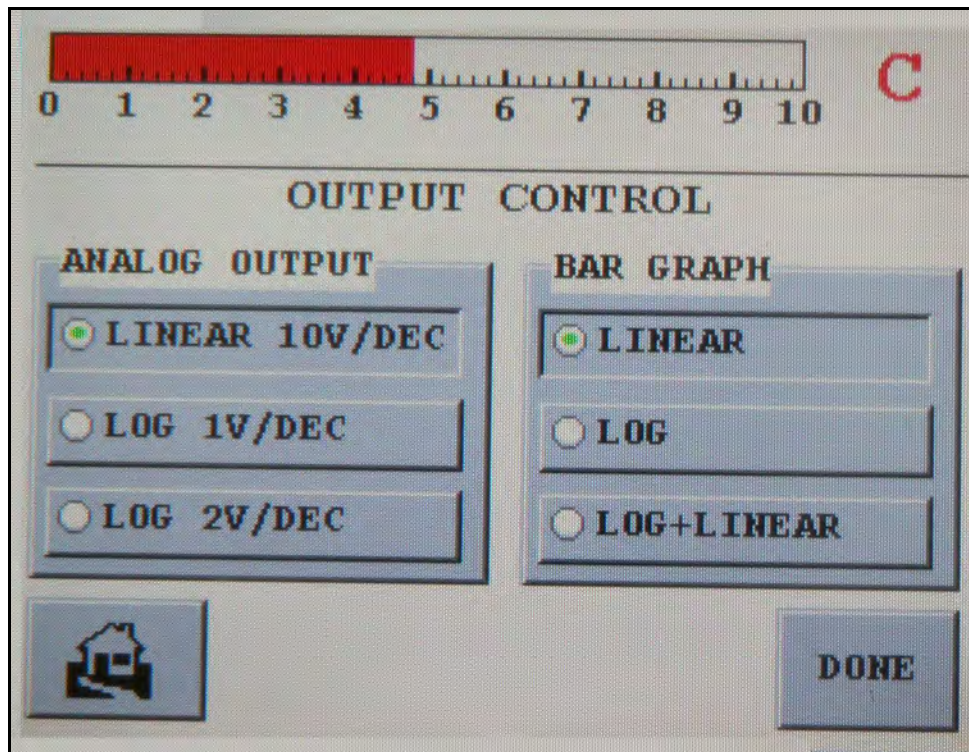 C
0 1 2 3 4 5 6 7 8 9 10
OUTPUT CONTROL
ANALOG OUTPUT
LINEAR 10V/DEC
LOG 1V/DEC
LOG 2V/DEC
BAR GRAPH
LINEAR
LOG
LOG+LINEAR
DONE